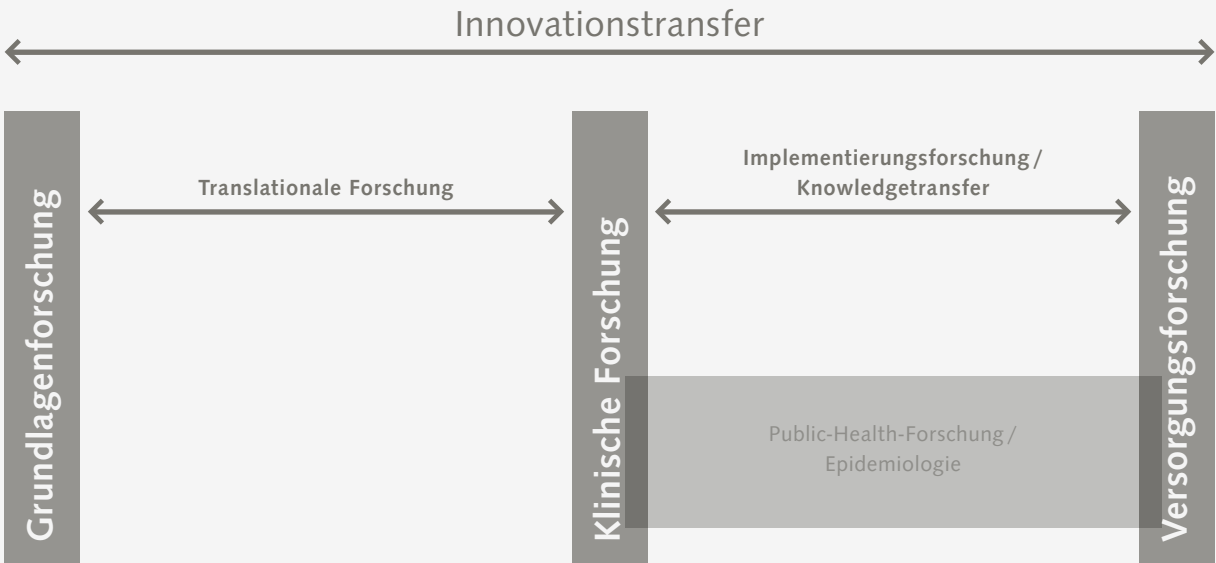 Innovationstransfer
Grundlagenforschung
Translationale Forschung
Klinische Forschung
Implementierungsforschung /
Knowledgetransfer
Public-Health-Forschung /
Epidemiologie
Versorgungsforschung